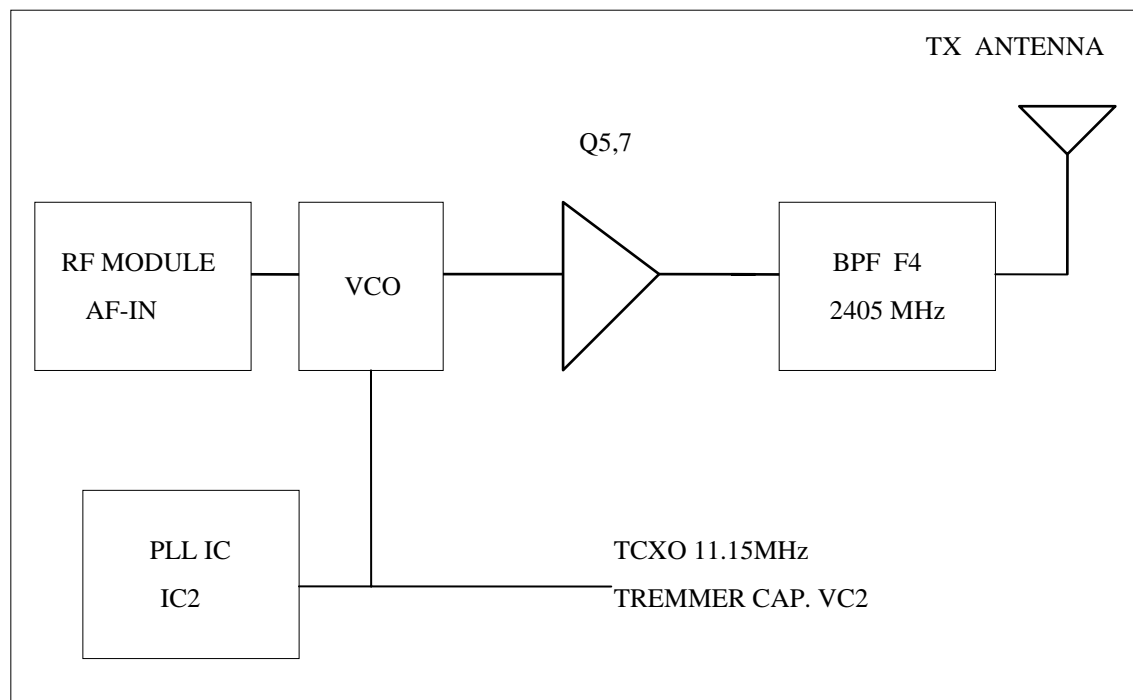 TX ANTENNA
Q5,7
RF MODULE
AF-IN
VCO
BPF F4
2405 MHz
PLL IC
IC2
TCXO 11.15MHz
TREMMER CAP. VC2